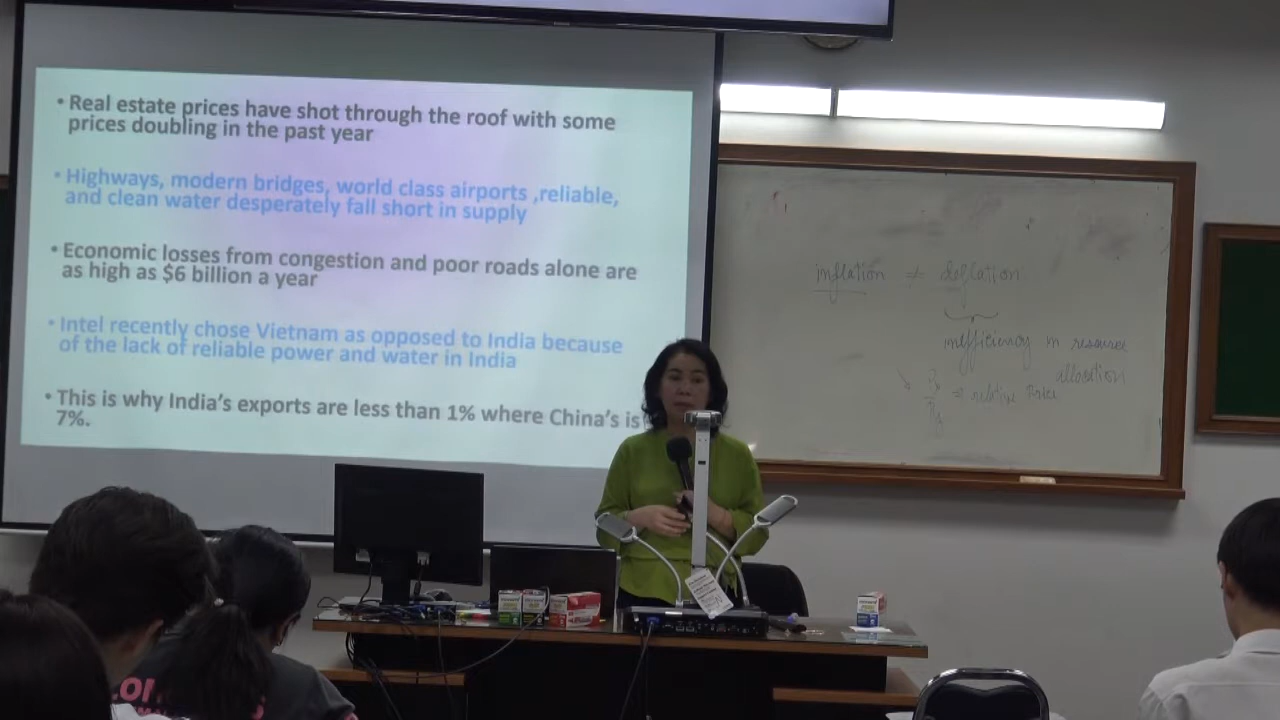 • Real estate prices have shot through the roof with some
prices doubling in the past year
• Highways, modern bridges, world class airports ,reliable,
and clean water desperately fall short in supply
• Economic losses from congestion and poor roads alone are
as high as $6 billion a year
• Intel recently chose Vietnam as opposed to India because
of the lack of reliable power and water in India
• This is why India's exports are less than 1% where China's is
7%.
inflation ≠ deflation
inefficiency in resource
allocation
⇒ relative Price